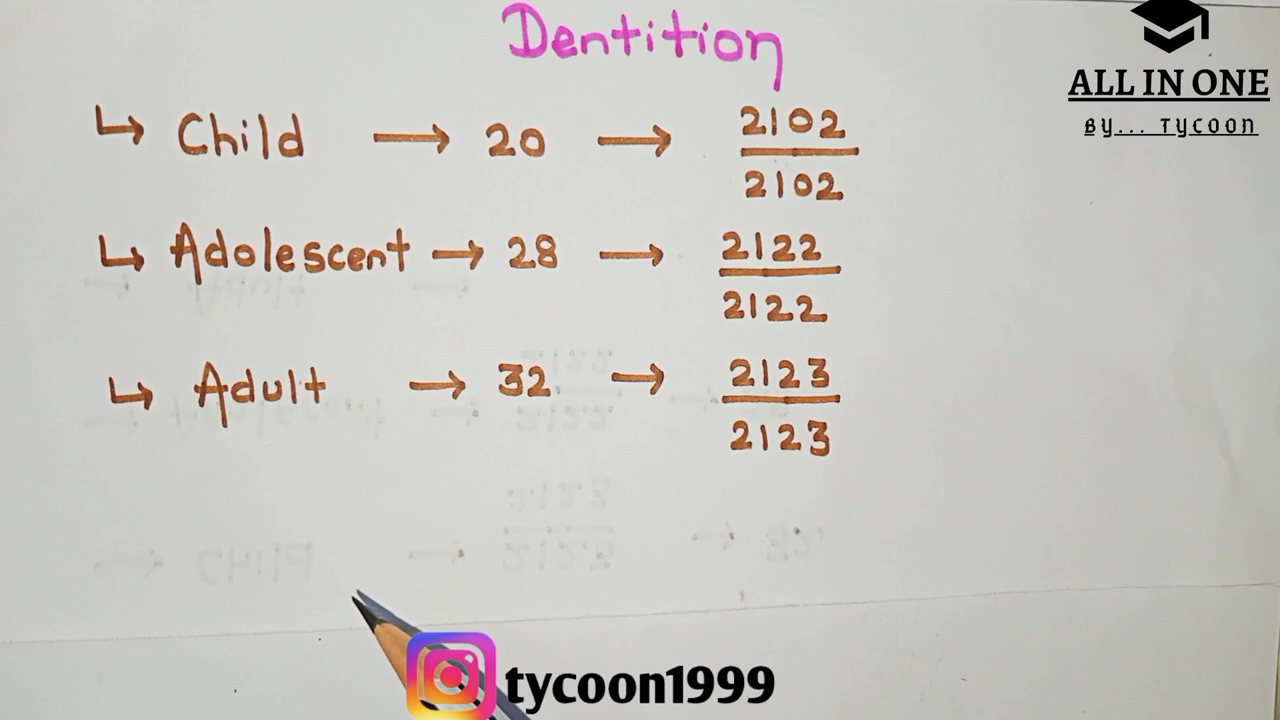 Dentition
ALL IN ONE
BY... TYCOON
↳ Child → 20 → 2102
2102
↳ Adolescent → 28 → 2122
2122
↳ Adult → 32 → 2123
2123
tycoon1999